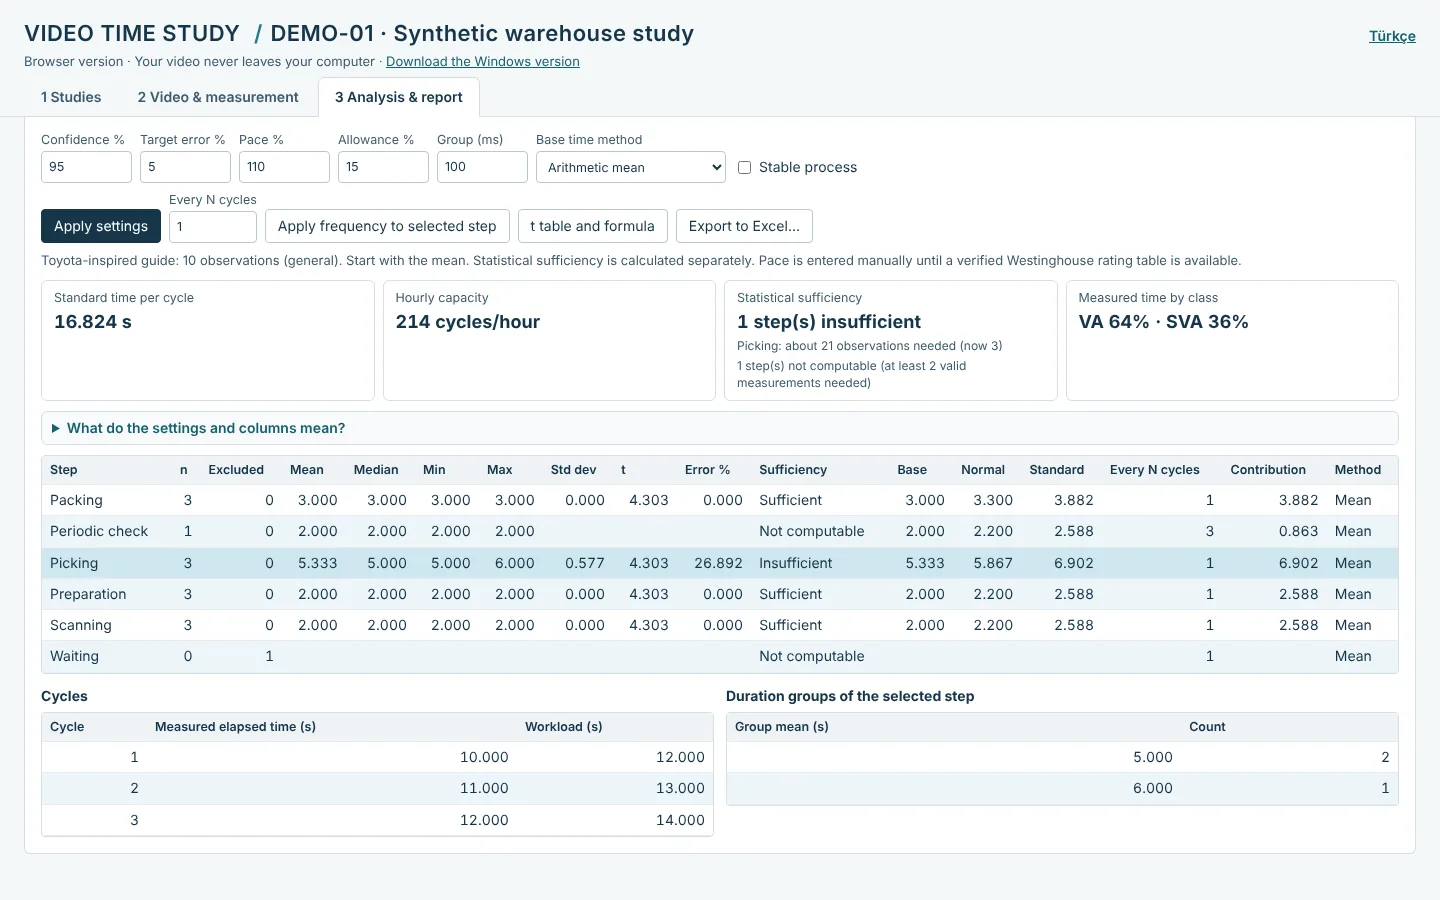 VIDEO TIME STUDY / DEMO-01 · Synthetic warehouse study
Türkçe
Browser version · Your video never leaves your computer · Download the Windows version
1 Studies 2 Video & measurement 3 Analysis & report
Confidence % Target error % Pace % Allowance % Group (ms) Base time method
95 5 110 15 100 Arithmetic mean Stable process
Every N cycles
Apply settings 1 Apply frequency to selected step t table and formula Export to Excel...
Toyota-inspired guide: 10 observations (general). Start with the mean. Statistical sufficiency is calculated separately. Pace is entered manually until a verified Westinghouse rating table is available.
Standard time per cycle
16.824 s
Hourly capacity
214 cycles/hour
Statistical sufficiency
1 step(s) insufficient
Picking: about 21 observations needed (now 3)
1 step(s) not computable (at least 2 valid
measurements needed)
Measured time by class
VA 64% · SVA 36%
What do the settings and columns mean?
Step n Excluded Mean Median Min Max Std dev t Error % Sufficiency Base Normal Standard Every N cycles Contribution Method
Packing 3 0 3.000 3.000 3.000 3.000 0.000 4.303 0.000 Sufficient 3.000 3.300 3.882 1 3.882 Mean
Periodic check 1 0 2.000 2.000 2.000 2.000 Not computable 2.000 2.200 2.588 3 0.863 Mean
Picking 3 0 5.333 5.000 5.000 6.000 0.577 4.303 26.892 Insufficient 5.333 5.867 6.902 1 6.902 Mean
Preparation 3 0 2.000 2.000 2.000 2.000 0.000 4.303 0.000 Sufficient 2.000 2.200 2.588 1 2.588 Mean
Scanning 3 0 2.000 2.000 2.000 2.000 0.000 4.303 0.000 Sufficient 2.000 2.200 2.588 1 2.588 Mean
Waiting 0 1 Not computable 1 Mean
Cycles
Cycle Measured elapsed time (s) Workload (s)
1 10.000 12.000
2 11.000 13.000
3 12.000 14.000
Duration groups of the selected step
Group mean (s) Count
5.000 2
6.000 1